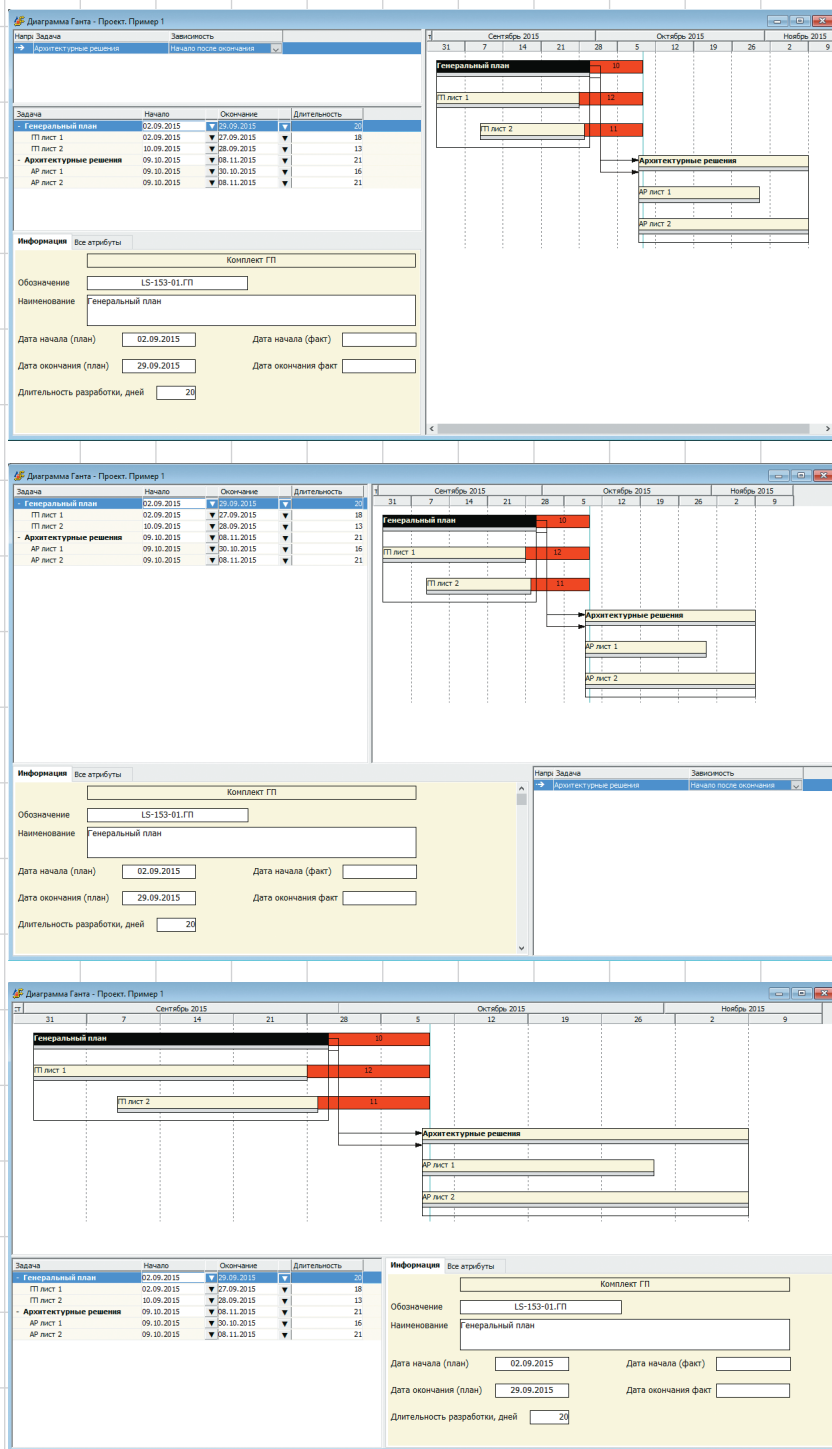 Диаграмма Ганта - Проект. Пример 1
Напра Задача Зависимость
Архитектурные решения Начало после окончания
Задача Начало Окончание Длительность
- Генеральный план 02.09.2015 29.09.2015 20
ГП лист 1 02.09.2015 27.09.2015 18
ГП лист 2 10.09.2015 28.09.2015 13
- Архитектурные решения 09.10.2015 08.11.2015 21
АР лист 1 09.10.2015 30.10.2015 16
АР лист 2 09.10.2015 08.11.2015 21
Информация Все атрибуты
Комплект ГП
Обозначение LS-153-01.ГП
Наименование Генеральный план
Дата начала (план) 02.09.2015 Дата начала (факт)
Дата окончания (план) 29.09.2015 Дата окончания факт
Длительность разработки, дней 20
Сентябрь 2015 Октябрь 2015 Ноябрь 2015
31 7 14 21 28 5 12 19 26 2 9
Генеральный план 10
ГП лист 1 12
ГП лист 2 11
Архитектурные решения
АР лист 1
АР лист 2
Диаграмма Ганта - Проект. Пример 1
Задача Начало Окончание Длительность
- Генеральный план 02.09.2015 29.09.2015 20
ГП лист 1 02.09.2015 27.09.2015 18
ГП лист 2 10.09.2015 28.09.2015 13
- Архитектурные решения 09.10.2015 08.11.2015 21
АР лист 1 09.10.2015 30.10.2015 16
АР лист 2 09.10.2015 08.11.2015 21
Сентябрь 2015 Октябрь 2015 Ноябрь 2015
31 7 14 21 28 5 12 19 26 2 9
Генеральный план 10
ГП лист 1 12
ГП лист 2 11
Архитектурные решения
АР лист 1
АР лист 2
Информация Все атрибуты
Комплект ГП
Обозначение LS-153-01.ГП
Наименование Генеральный план
Дата начала (план) 02.09.2015 Дата начала (факт)
Дата окончания (план) 29.09.2015 Дата окончания факт
Длительность разработки, дней 20
Напра Задача Зависимость
Архитектурные решения Начало после окончания
Диаграмма Ганта - Проект. Пример 1
Сентябрь 2015 Октябрь 2015 Ноябрь 2015
31 7 14 21 28 5 12 19 26 2 9
Генеральный план 10
ГП лист 1 12
ГП лист 2 11
Архитектурные решения
АР лист 1
АР лист 2
Задача Начало Окончание Длительность
- Генеральный план 02.09.2015 29.09.2015 20
ГП лист 1 02.09.2015 27.09.2015 18
ГП лист 2 10.09.2015 28.09.2015 13
- Архитектурные решения 09.10.2015 08.11.2015 21
АР лист 1 09.10.2015 30.10.2015 16
АР лист 2 09.10.2015 08.11.2015 21
Информация Все атрибуты
Комплект ГП
Обозначение LS-153-01.ГП
Наименование Генеральный план
Дата начала (план) 02.09.2015 Дата начала (факт)
Дата окончания (план) 29.09.2015 Дата окончания факт
Длительность разработки, дней 20